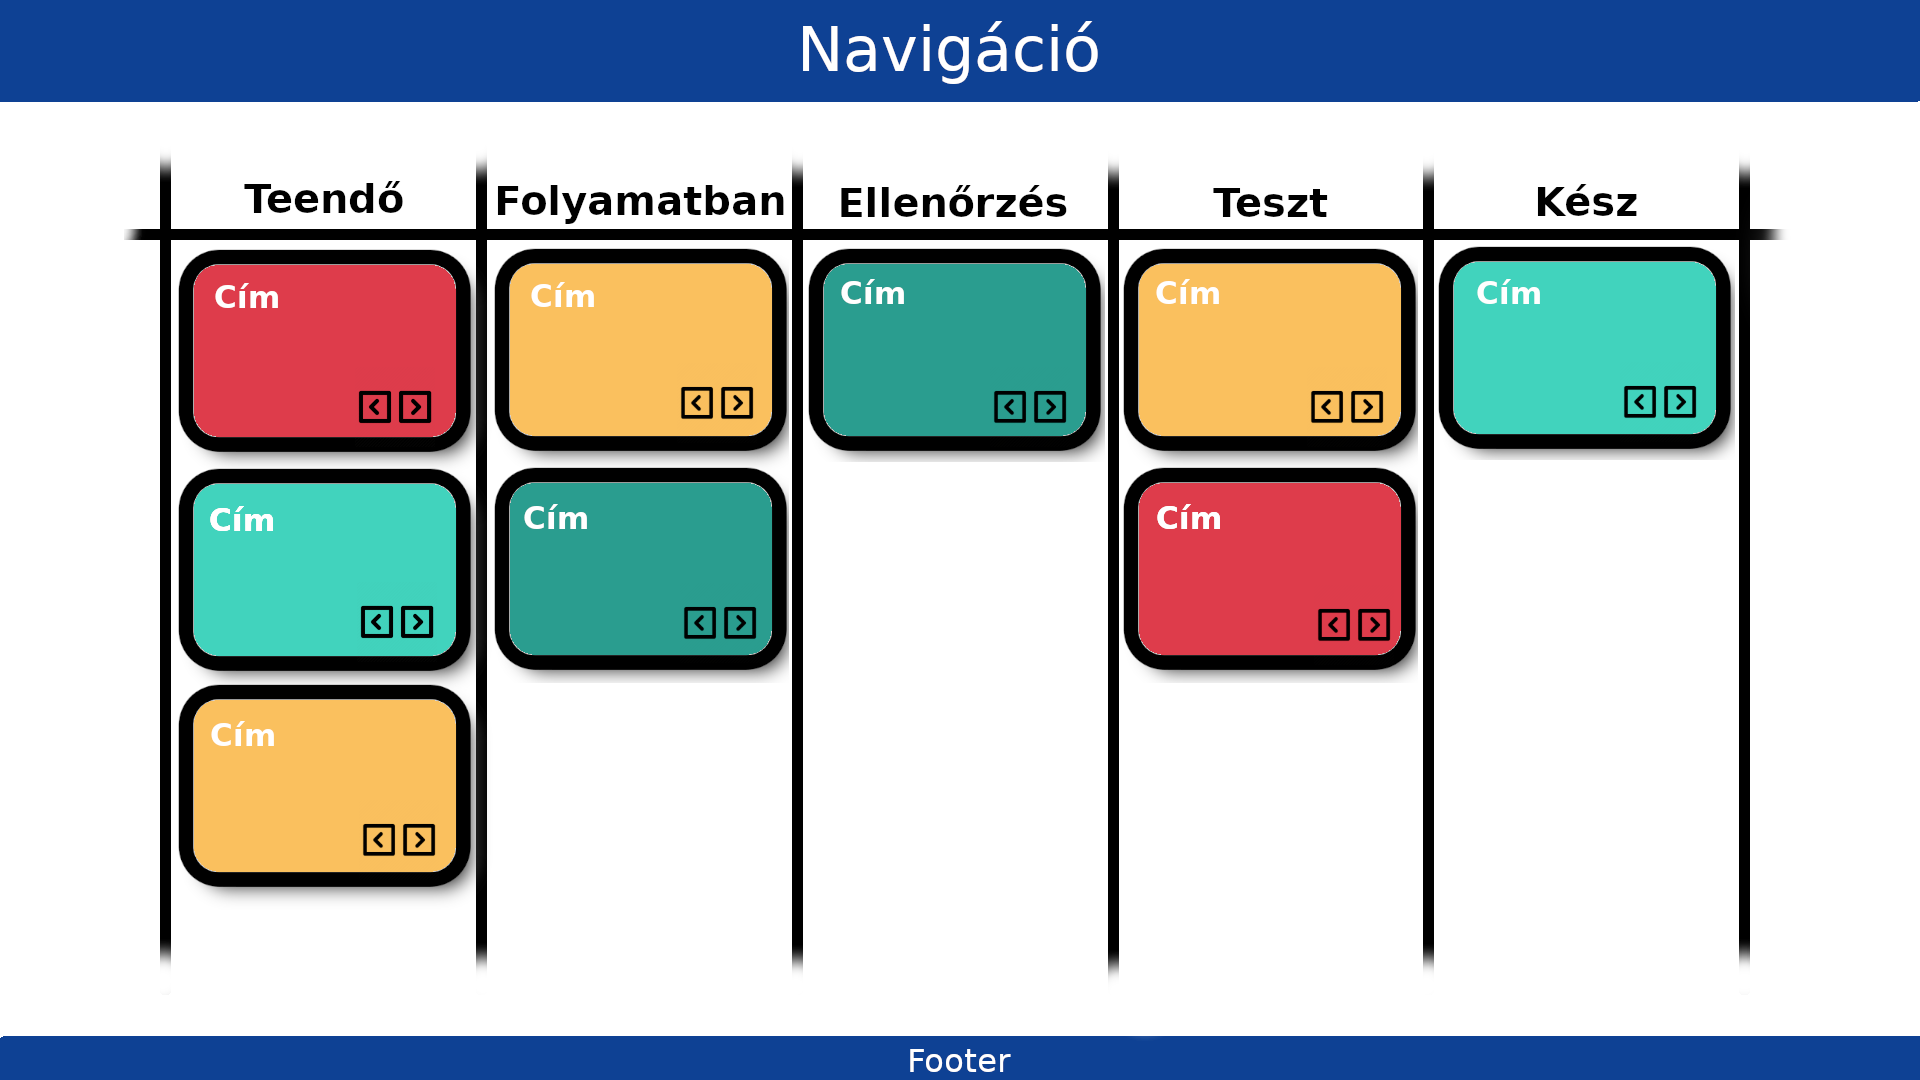 Navigáció
Teendő
Folyamatban
Ellenőrzés
Teszt
Kész
Cím
Cím
Cím
Cím
Cím
Cím
Cím
Cím
Cím
Footer